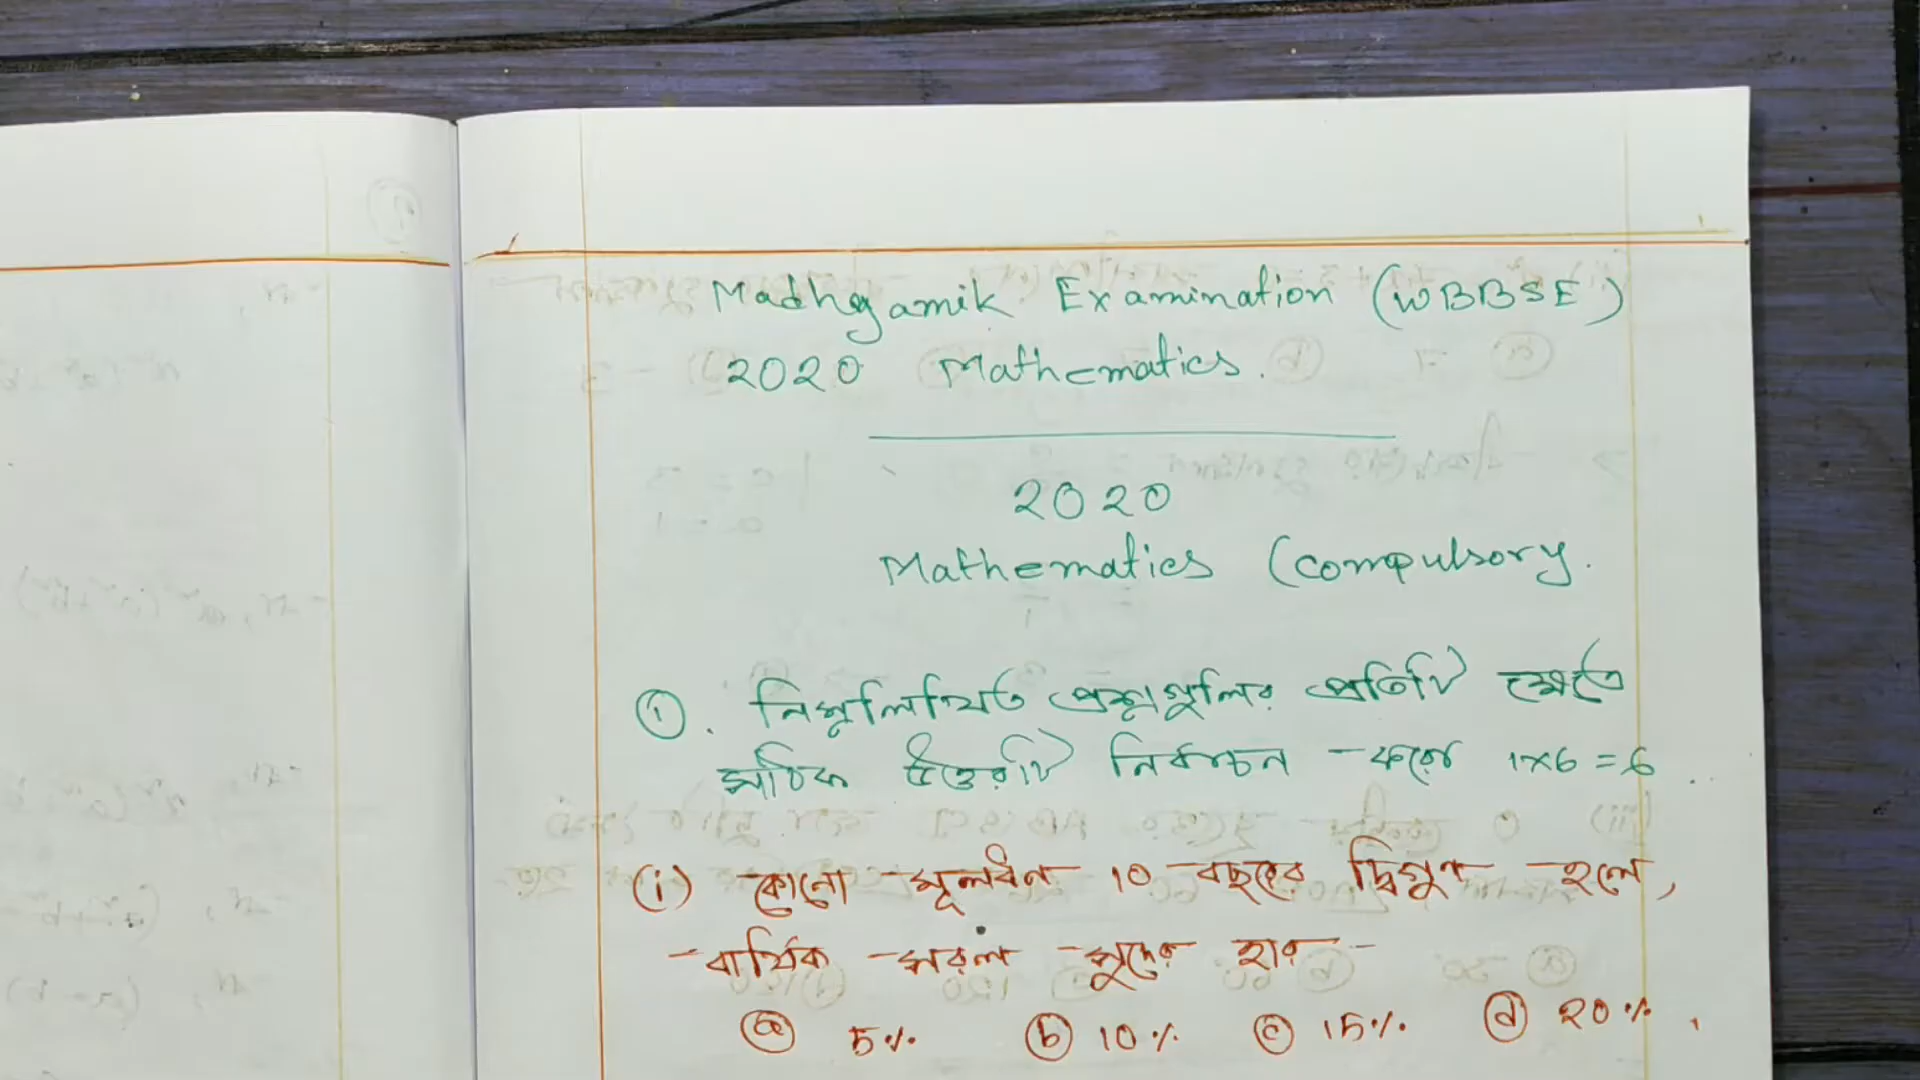 Madhyamik Examination (WBBSE)
2020 Mathematics.
2020
Mathematics (compulsory.
①. নিম্নলিখিত প্রশ্নগুলির প্রতিটি ক্ষেত্রে
সঠিক উত্তরটি নির্বাচন করো 1×6 = 6
(i) কোনো মূলধন 10 বছরে দ্বিগুণ হলে,
বার্ষিক সরল সুদের হার -
ⓐ 5% ⓑ 10% ⓒ 15% ⓓ 20%.